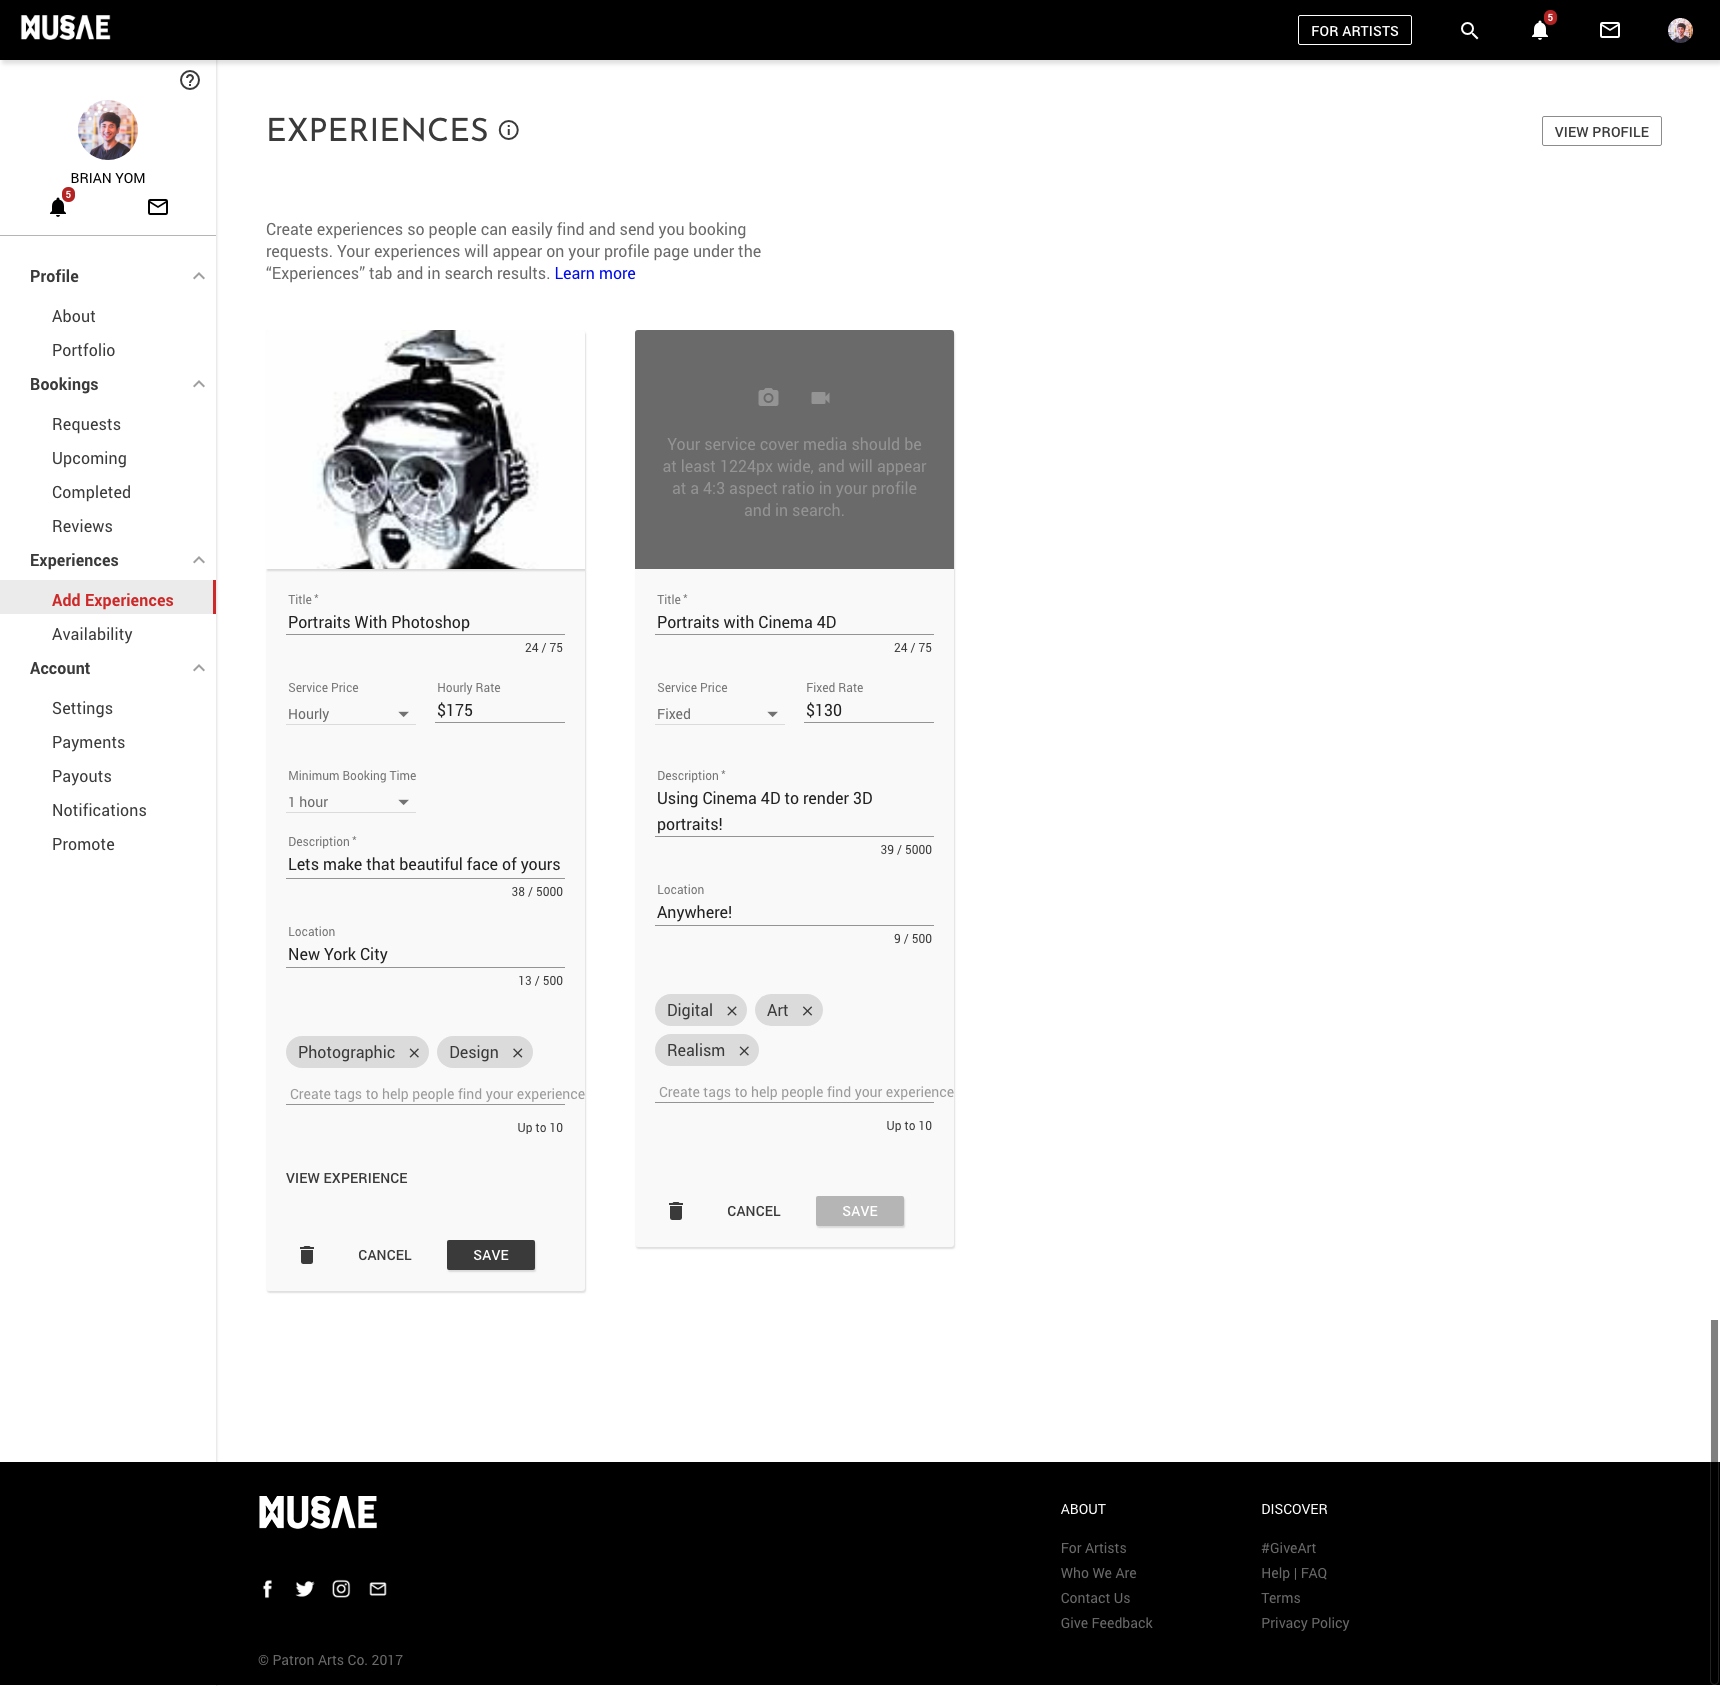 MUSAE
FOR ARTISTS
5
BRIAN YOM
5
Profile
About
Portfolio
Bookings
Requests
Upcoming
Completed
Reviews
Experiences
Add Experiences
Availability
Account
Settings
Payments
Payouts
Notifications
Promote
EXPERIENCES
VIEW PROFILE
Create experiences so people can easily find and send you booking
requests. Your experiences will appear on your profile page under the
“Experiences” tab and in search results. Learn more
Title *
Portraits With Photoshop
24 / 75
Service Price
Hourly Rate
Hourly
$175
Minimum Booking Time
1 hour
Description *
Lets make that beautiful face of yours
38 / 5000
Location
New York City
13 / 500
Photographic
Design
Create tags to help people find your experience
Up to 10
VIEW EXPERIENCE
CANCEL
SAVE
Your service cover media should be
at least 1224px wide, and will appear
at a 4:3 aspect ratio in your profile
and in search.
Title *
Portraits with Cinema 4D
24 / 75
Service Price
Fixed Rate
Fixed
$130
Description *
Using Cinema 4D to render 3D
portraits!
39 / 5000
Location
Anywhere!
9 / 500
Digital
Art
Realism
Create tags to help people find your experience
Up to 10
CANCEL
SAVE
MUSAE
© Patron Arts Co. 2017
ABOUT
For Artists
Who We Are
Contact Us
Give Feedback
DISCOVER
#GiveArt
Help | FAQ
Terms
Privacy Policy